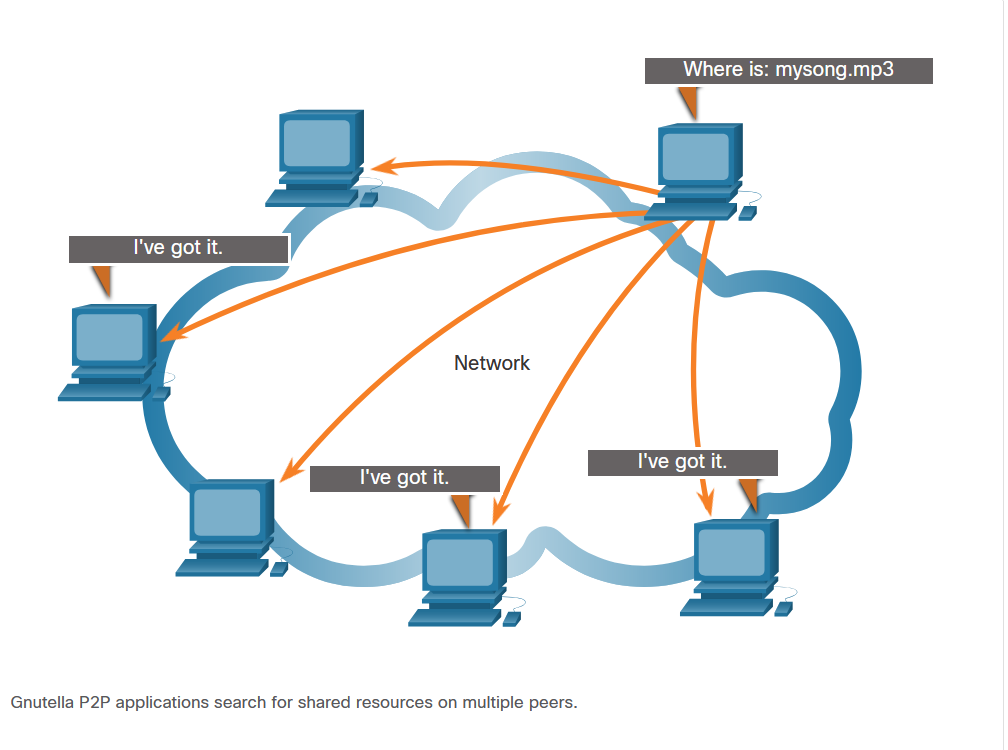 Where is: mysong.mp3
I've got it.
Network
I've got it.
I've got it.
Gnutella P2P applications search for shared resources on multiple peers.